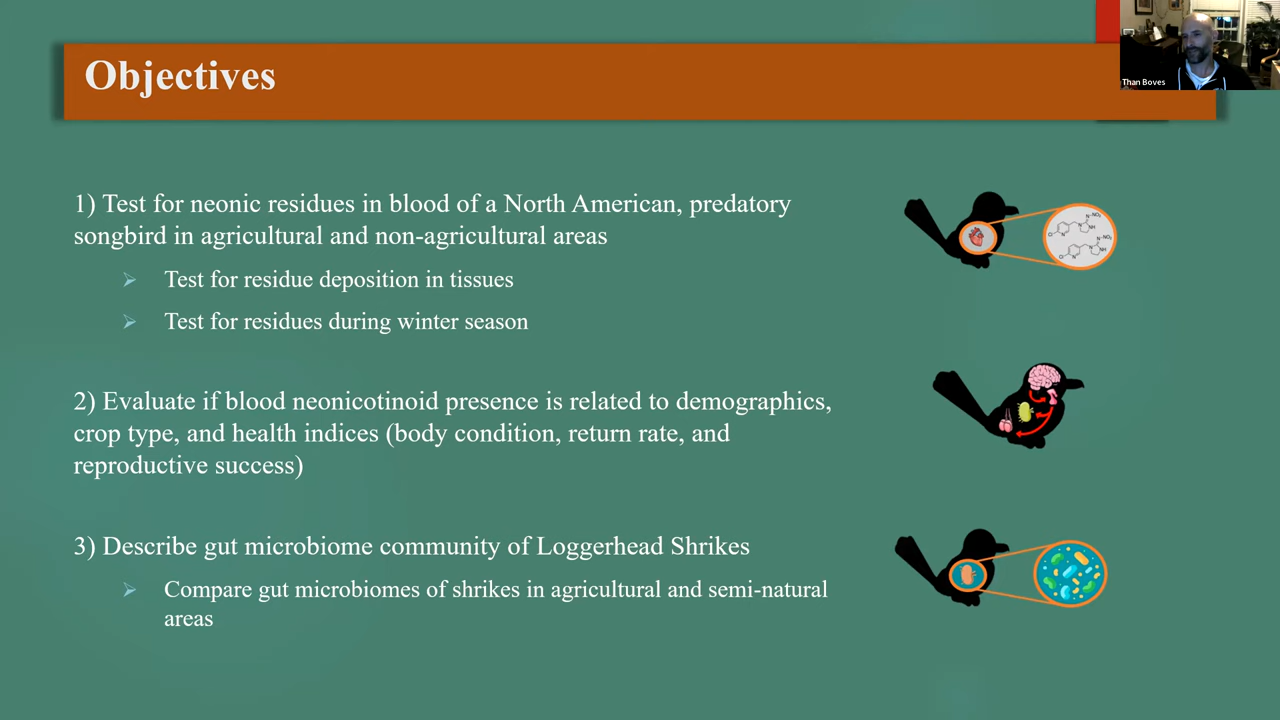 Objectives
Than Boves
1) Test for neonic residues in blood of a North American, predatory
songbird in agricultural and non-agricultural areas
Test for residue deposition in tissues
Test for residues during winter season
2) Evaluate if blood neonicotinoid presence is related to demographics,
crop type, and health indices (body condition, return rate, and
reproductive success)
3) Describe gut microbiome community of Loggerhead Shrikes
Compare gut microbiomes of shrikes in agricultural and semi-natural
areas